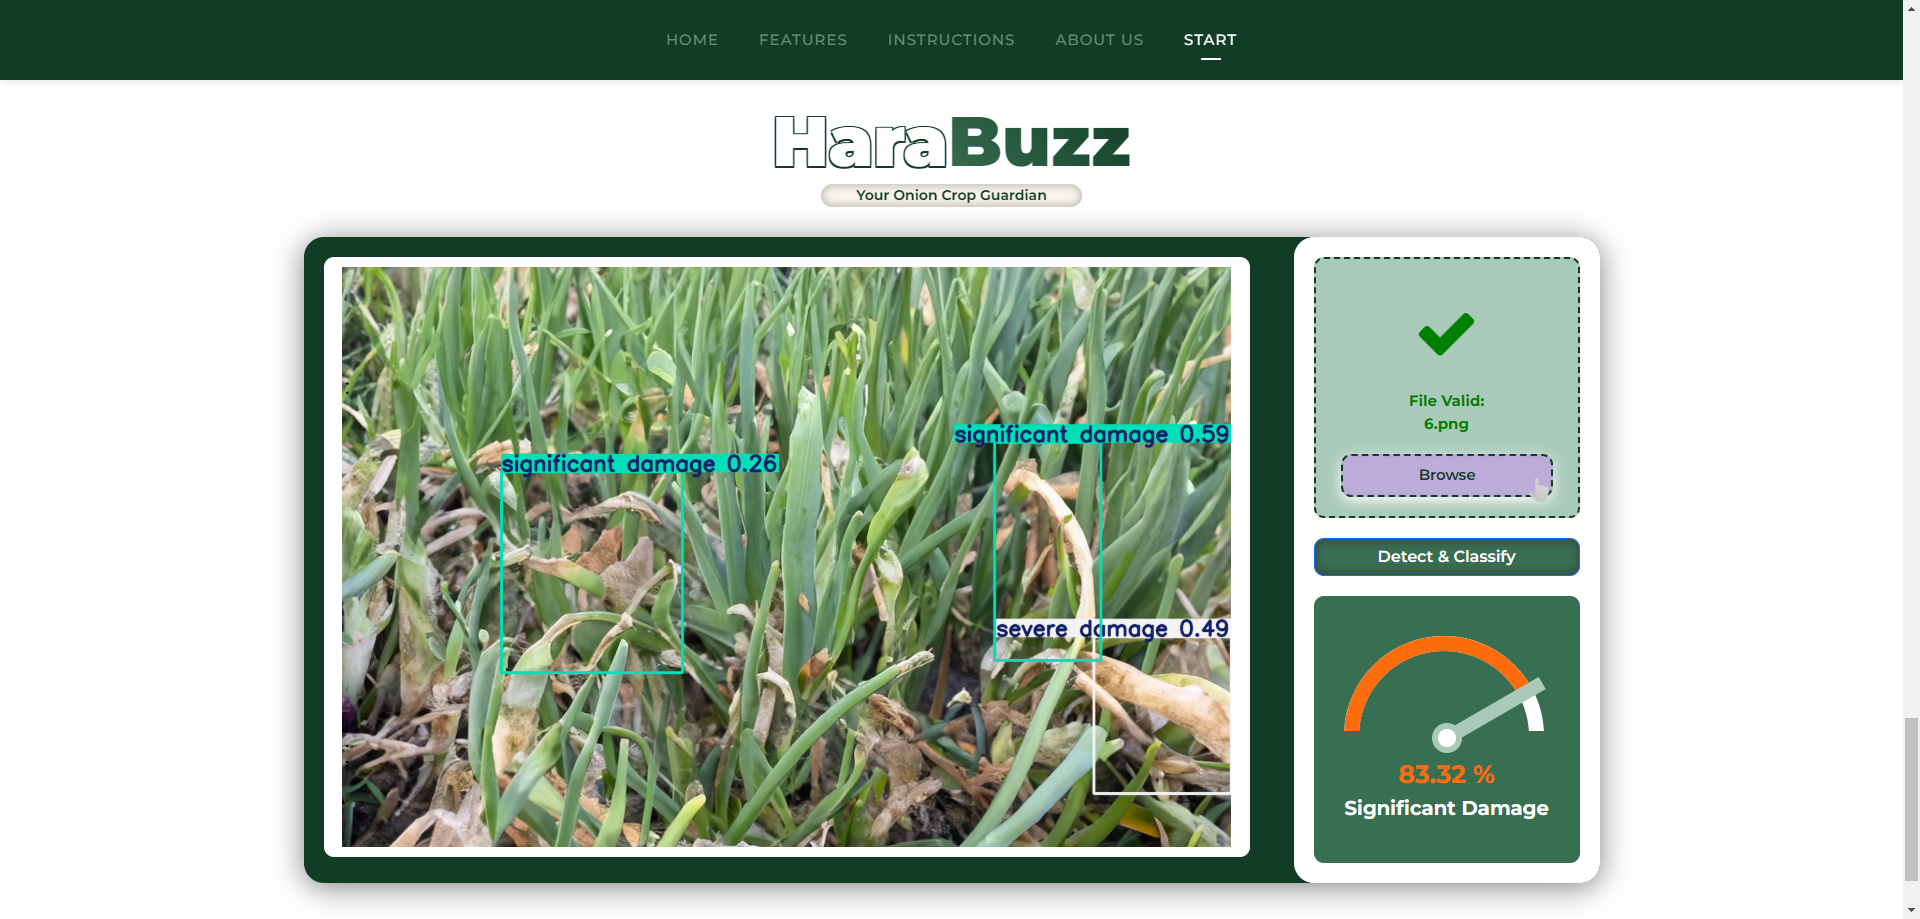 HOME FEATURES INSTRUCTIONS ABOUT US START
HaraBuzz
Your Onion Crop Guardian
significant damage 0.26
significant damage 0.59
severe damage 0.49
File Valid:
6.png
Browse
Detect & Classify
83.32 %
Significant Damage